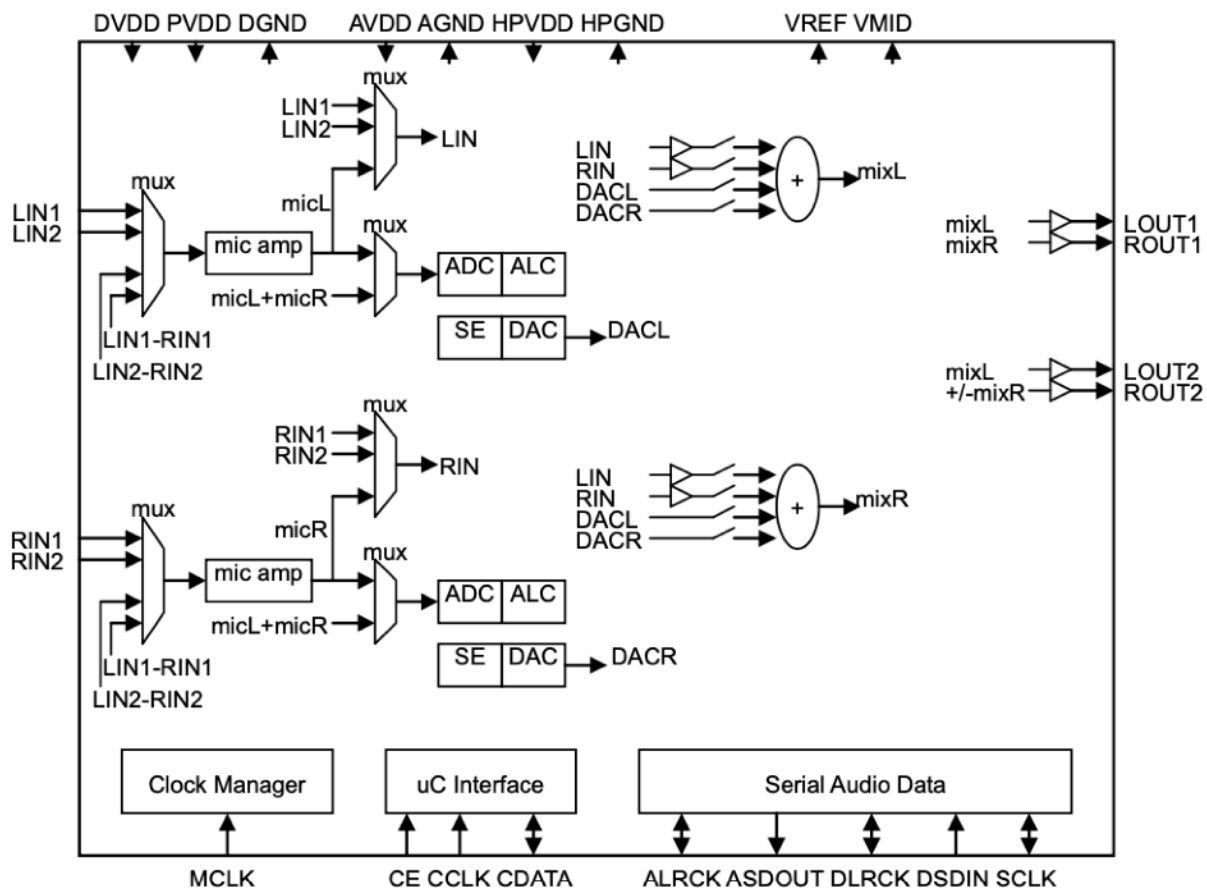 DVDD PVDD DGND AVDD AGND HPVDD HPGND VREF VMID
mux
LIN1
LIN2
LIN
mux
micL
LIN1
LIN2
mic amp
mux
micL+micR
ADC ALC
SE DAC
DACL
LIN1-RIN1
LIN2-RIN2
LIN
RIN
DACL
DACR
+
mixL
mixL
mixR
LOUT1
ROUT1
mixL
+/-mixR
LOUT2
ROUT2
mux
RIN1
RIN2
RIN
mux
micR
RIN1
RIN2
mic amp
mux
micL+micR
ADC ALC
SE DAC
DACR
LIN1-RIN1
LIN2-RIN2
LIN
RIN
DACL
DACR
+
mixR
Clock Manager
uC Interface
Serial Audio Data
MCLK
CE CCLK CDATA
ALRCK ASDOUT DLRCK DSDIN SCLK